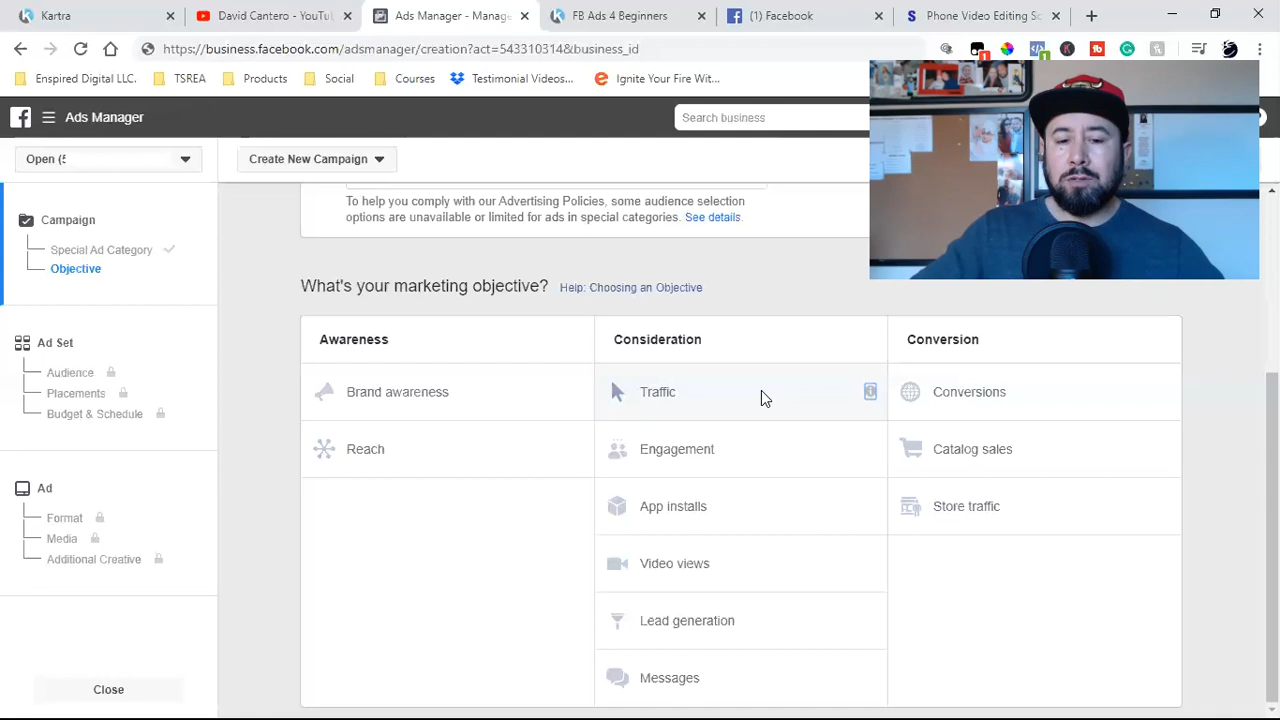 Kartra
David Cantero - YouTu
Ads Manager - Manage
FB Ads 4 Beginners
(1) Facebook
Phone Video Editing Sc
https://business.facebook.com/adsmanager/creation?act=543310314&business_id
Enspired Digital LLC.
TSREA
Products
Social
Courses
Testimonial Videos...
Ignite Your Fire Wit...
Ads Manager
Search business
Open (5
Create New Campaign
Campaign
Special Ad Category
Objective
Ad Set
Audience
Placements
Budget & Schedule
Ad
Format
Media
Additional Creative
Close
To help you comply with our Advertising Policies, some audience selection
options are unavailable or limited for ads in special categories. See details.
What's your marketing objective? Help: Choosing an Objective
Awareness
Brand awareness
Reach
Consideration
Traffic
Engagement
App installs
Video views
Lead generation
Messages
Conversion
Conversions
Catalog sales
Store traffic